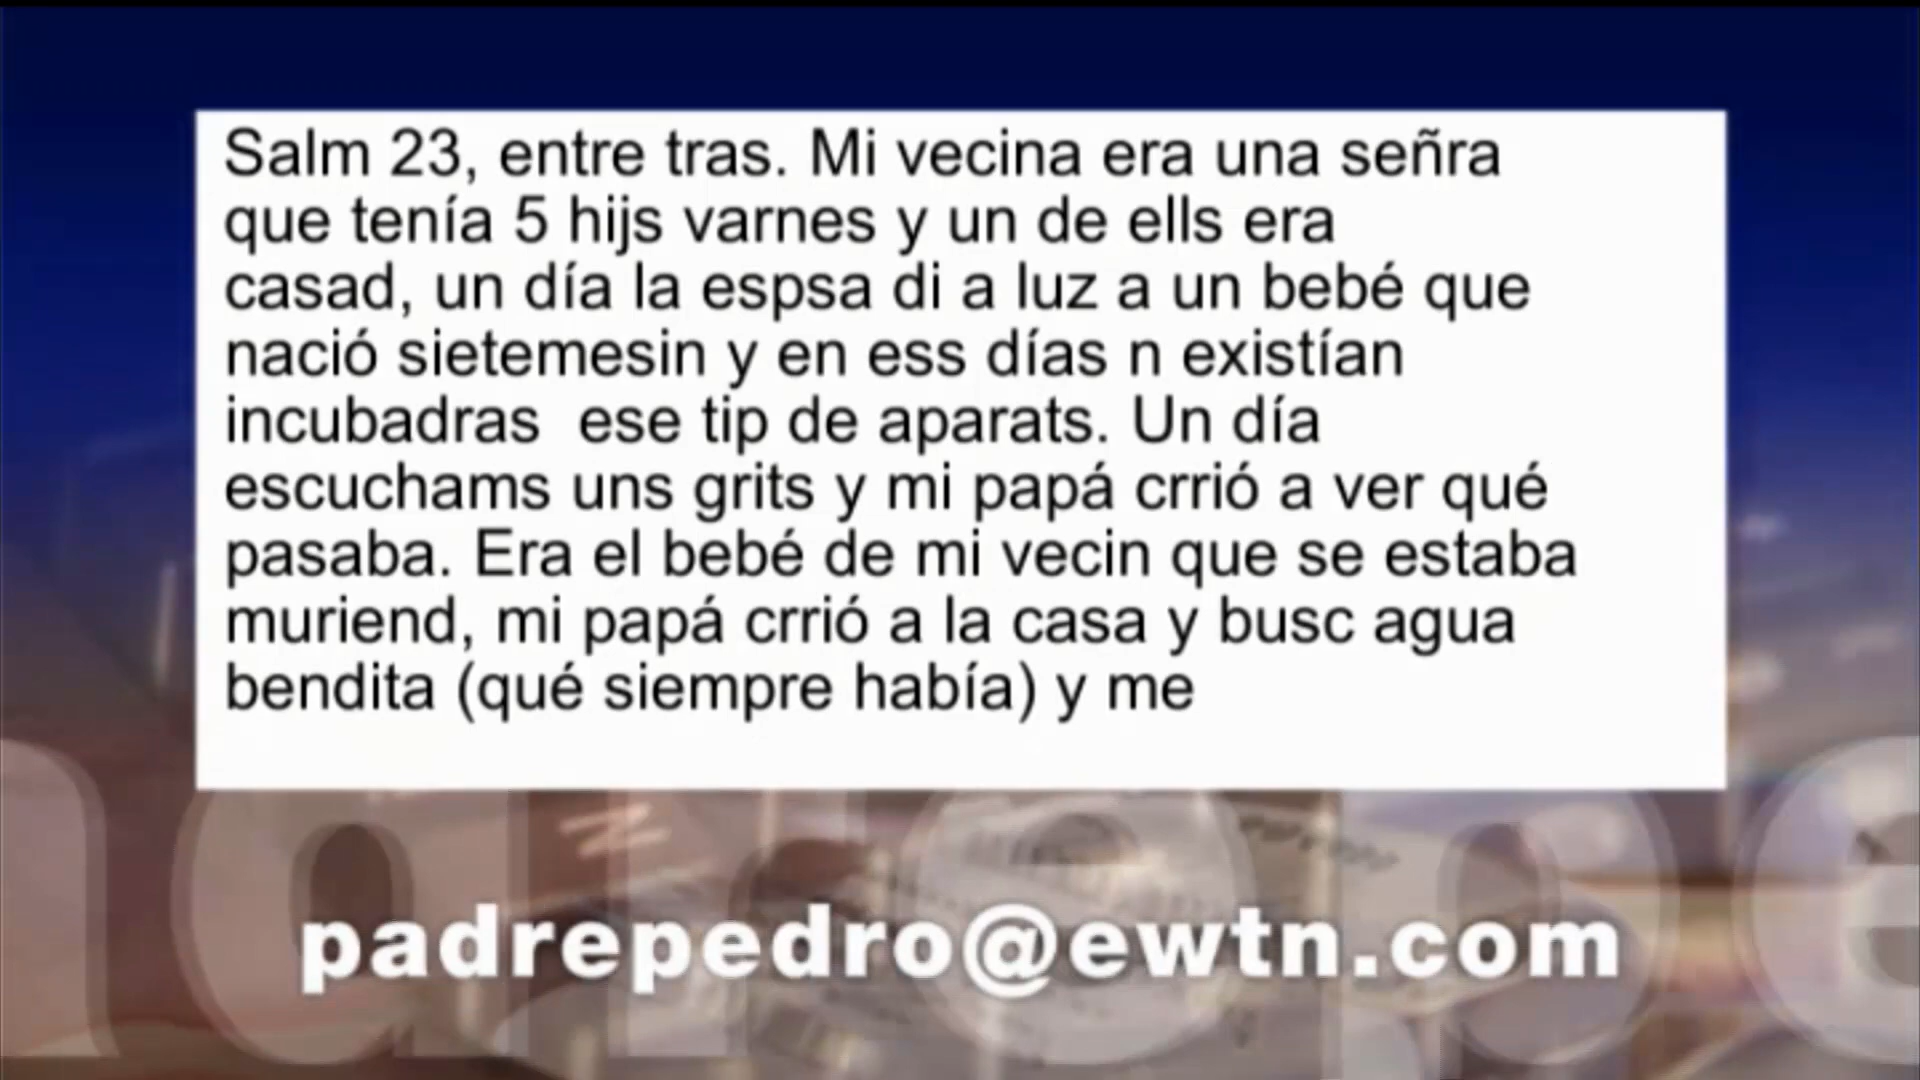 Salm 23, entre tras. Mi vecina era una señra
que tenía 5 hijs varnes y un de ells era
casad, un día la espsa di a luz a un bebé que
nació sietemesin y en ess días n existían
incubadras  ese tip de aparats. Un día
escuchams uns grits y mi papá crrió a ver qué
pasaba. Era el bebé de mi vecin que se estaba
muriend, mi papá crrió a la casa y busc agua
bendita (qué siempre había) y me
padrepedro@ewtn.com